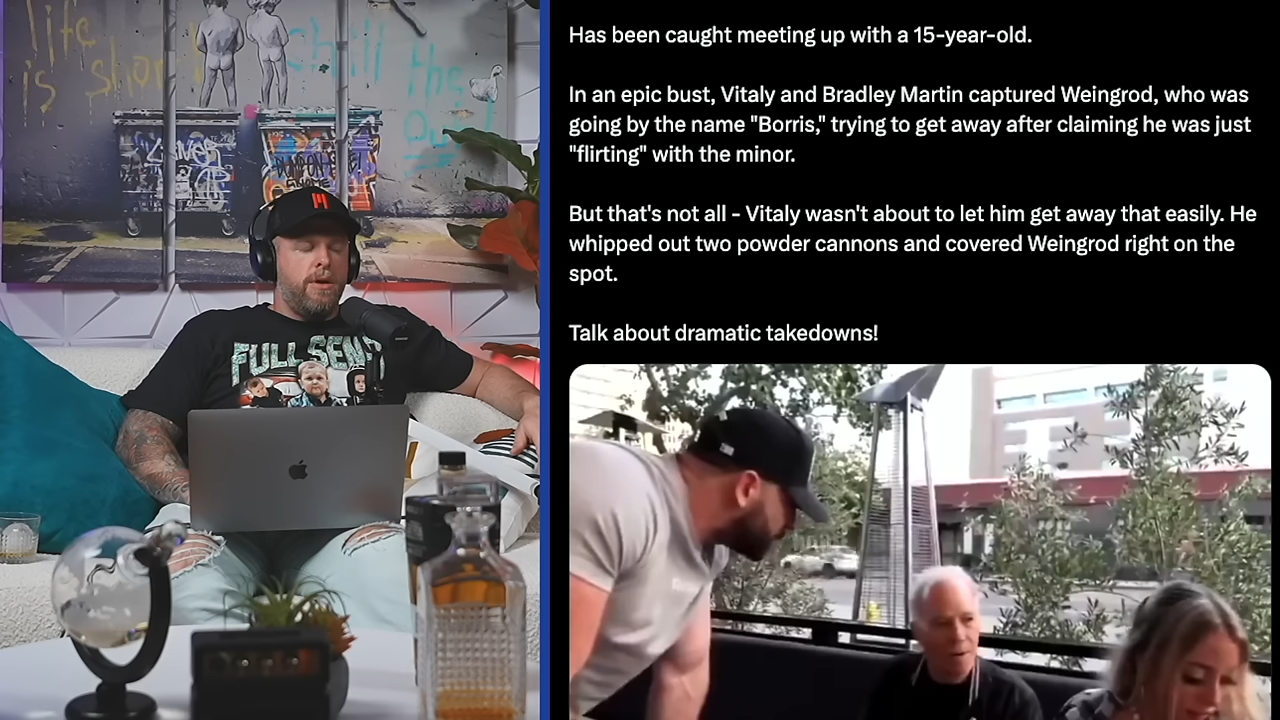 life
is short
chill
the
FULL SEND
Has been caught meeting up with a 15-year-old.
In an epic bust, Vitaly and Bradley Martin captured Weingrod, who was
going by the name "Borris," trying to get away after claiming he was just
"flirting" with the minor.
But that's not all - Vitaly wasn't about to let him get away that easily. He
whipped out two powder cannons and covered Weingrod right on the
spot.
Talk about dramatic takedowns!